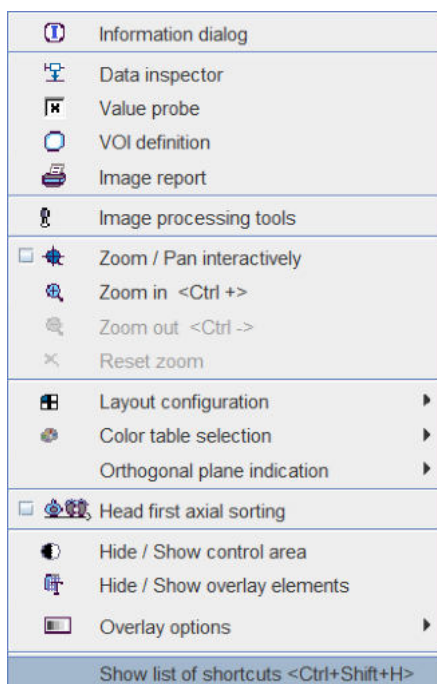 Information dialog
Data inspector
Value probe
VOI definition
Image report
Image processing tools
Zoom / Pan interactively
Zoom in <Ctrl +>
Zoom out <Ctrl ->
Reset zoom
Layout configuration
Color table selection
Orthogonal plane indication
Head first axial sorting
Hide / Show control area
Hide / Show overlay elements
Overlay options
Show list of shortcuts <Ctrl+Shift+H>